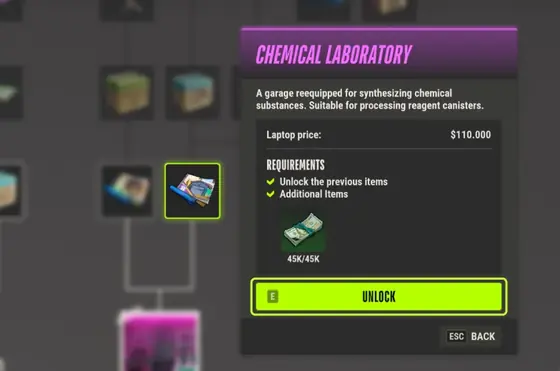 CHEMICAL LABORATORY
A garage reequipped for synthesizing chemical
substances. Suitable for processing reagent canisters.
Laptop price: $110.000
REQUIREMENTS
Unlock the previous items
Additional Items
45K/45K
E UNLOCK
ESC BACK